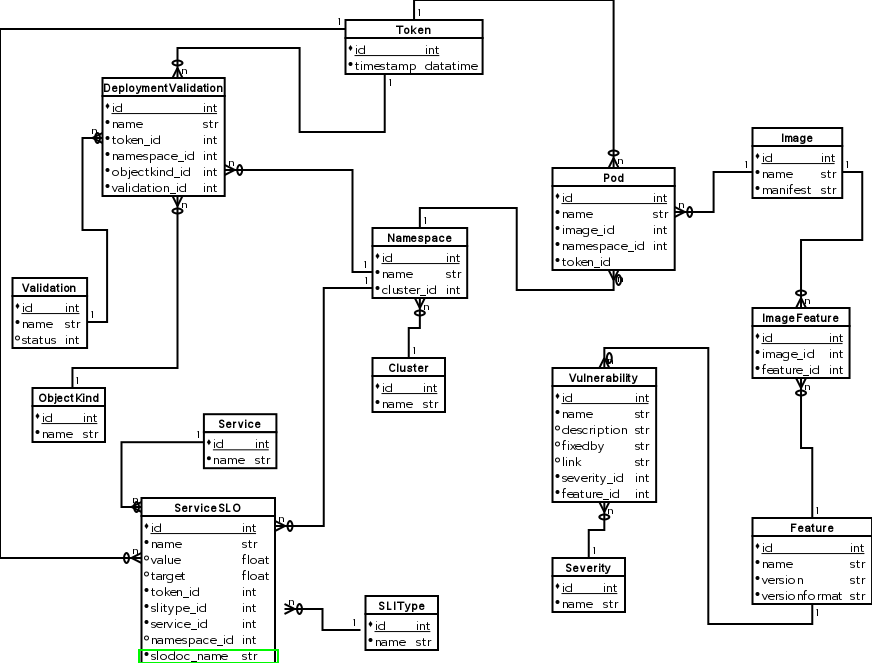 Token
id int
timestamp datatime
1
1
1
DeploymentValidation
id int
name str
token_id int
namespace_id int
objectkind_id int
validation_id int
n
n
n
n
Image
id int
name str
manifest str
1
1
Pod
id int
name str
image_id int
namespace_id int
token_id
n
n
n
Namespace
id int
name str
cluster_id int
1
1
1
n
Validation
id int
name str
status int
1
ImageFeature
id int
image_id int
feature_id int
n
n
Cluster
id int
name str
1
Vulnerability
id int
name str
description str
fixedby str
link str
severity_id int
feature_id int
n
n
ObjectKind
id int
name str
1
Service
id int
name str
1
ServiceSLO
id int
name str
value float
target float
token_id int
slitype_id int
service_id int
namespace_id int
slodoc_name str
n
n
n
n
SLIType
id int
name str
1
Severity
id int
name str
1
Feature
id int
name str
version str
versionformat str
1
1